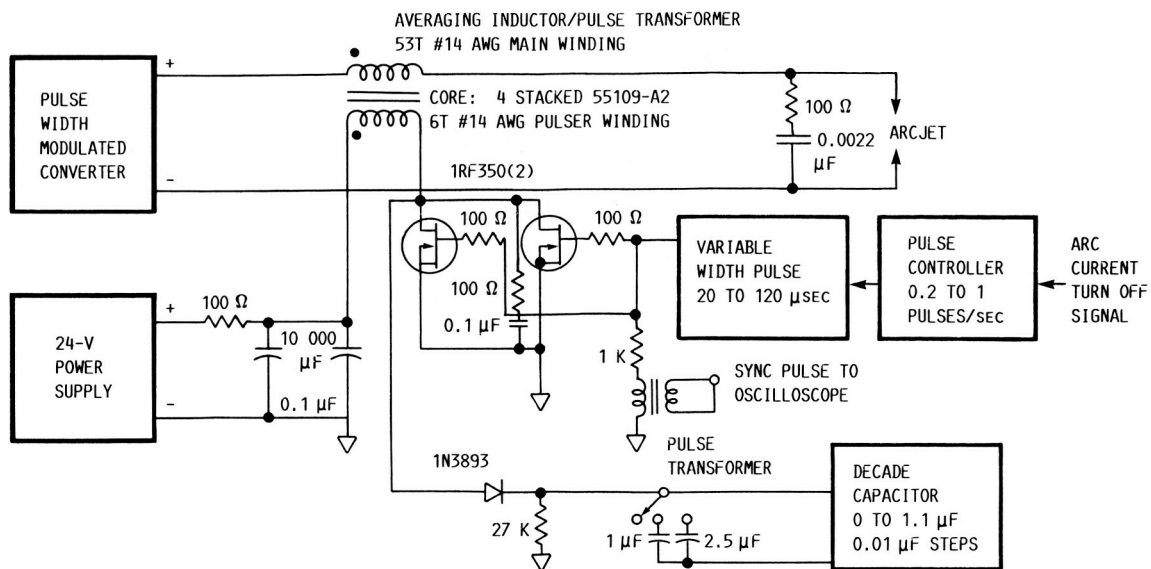 AVERAGING INDUCTOR/PULSE TRANSFORMER
53T #14 AWG MAIN WINDING
+
PULSE
WIDTH
MODULATED
CONVERTER
-
CORE: 4 STACKED 55109-A2
6T #14 AWG PULSER WINDING
100 Ω
0.0022
μF
ARCJET
1RF350(2)
100 Ω
100 Ω
100 Ω
0.1 μF
VARIABLE
WIDTH PULSE
20 TO 120 μSEC
PULSE
CONTROLLER
0.2 TO 1
PULSES/SEC
ARC
CURRENT
TURN OFF
SIGNAL
+
24-V
POWER
SUPPLY
-
100 Ω
10 000
μF
0.1 μF
1 K
SYNC PULSE TO
OSCILLOSCOPE
PULSE
TRANSFORMER
1N3893
27 K
1 μF
2.5 μF
DECADE
CAPACITOR
0 TO 1.1 μF
0.01 μF STEPS